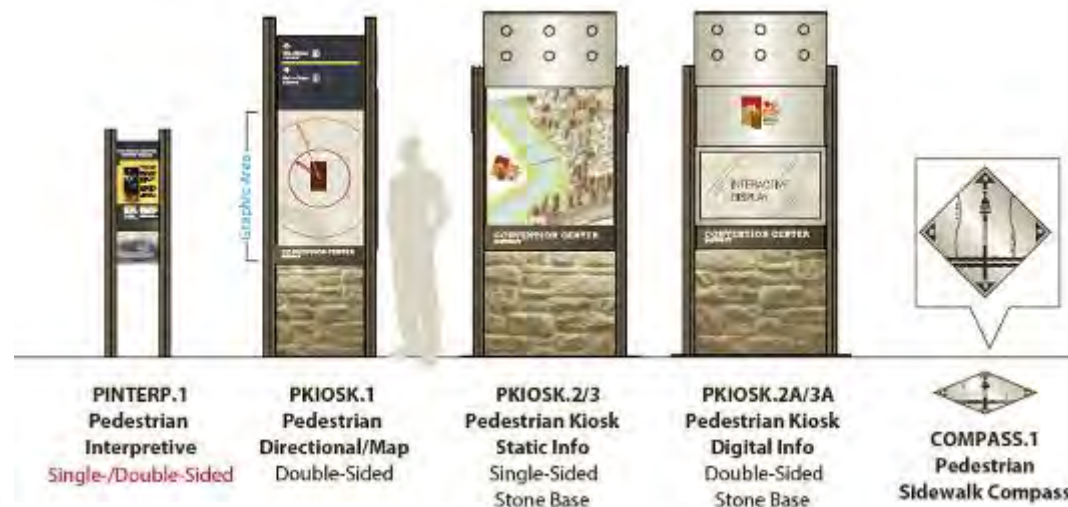 Graphic Area
CONVENTION CENTER
CONVENTION CENTER
CONVENTION CENTER
INTERACTIVE
DISPLAY
PINTERP.1
Pedestrian
Interpretive
Single-/Double-Sided
PKIOSK.1
Pedestrian
Directional/Map
Double-Sided
PKIOSK.2/3
Pedestrian Kiosk
Static Info
Single-Sided
Stone Base
PKIOSK.2A/3A
Pedestrian Kiosk
Digital Info
Double-Sided
Stone Base
COMPASS.1
Pedestrian
Sidewalk Compass